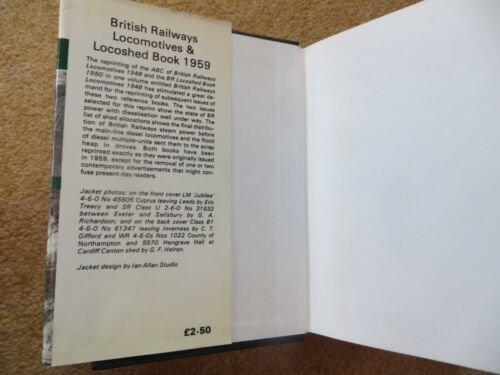 British Railways
Locomotives &
Locoshed Book 1959
The reprinting of the ABC of British Railways
Locomotives 1948 and the BR Locoshed Book
1950 in one volume entitled British Railways
Locomotives 1948 has stimulated a great de-
mand for the reprinting of subsequent issues of
these two reference books. The two issues
selected for this reprint show the state of BR
power with dieselisation well under way. The
list of shed allocations shows the final distribu-
tion of British Railways steam power before
the main-line diesel locomotives and the flood
of diesel multiple-units sent them to the scrap
heap in droves. Both books have been
reprinted exactly as they were originally issued
in 1959, except for the removal of one or two
contemporary advertisements that might con-
fuse present-day readers.
Jacket photos: on the front cover LM 'Jubilee'
4-6-0 No 45605 Cyprus leaving Leeds by Eric
Treacy and SR Class U 2-6-0 No 31632
between Exeter and Salisbury by G. A.
Richardson; and on the back cover Class B1
4-6-0 No 61347 leaving Inverness by C. T.
Gifford and WR 4-6-0s Nos 1022 County of
Northampton and 5970 Hengrave Hall at
Cardiff Canton shed by G. F. Heiron.
Jacket design by Ian Allan Studio.
£2·50